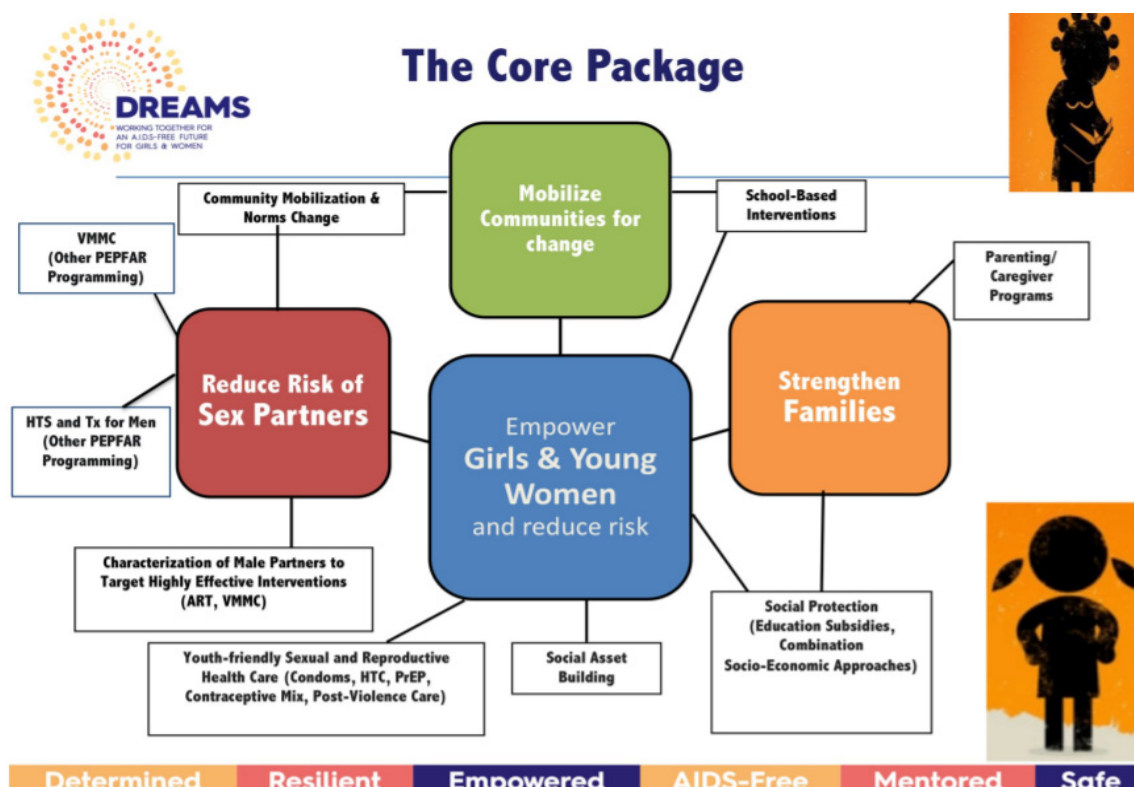 The Core Package
DREAMS
WORKING TOGETHER FOR
AN A.I.D.S-FREE FUTURE
FOR GIRLS & WOMEN
Mobilize
Communities for
change
Community Mobilization &
Norms Change
School-Based
Interventions
VMMC
(Other PEPFAR
Programming)
Parenting/
Caregiver
Programs
Reduce Risk of
Sex Partners
Strengthen
Families
HTS and Tx for Men
(Other PEPFAR
Programming)
Empower
Girls & Young
Women
and reduce risk
Characterization of Male Partners to
Target Highly Effective Interventions
(ART, VMMC)
Youth-friendly Sexual and Reproductive
Health Care (Condoms, HTC, PrEP,
Contraceptive Mix, Post-Violence Care)
Social Asset
Building
Social Protection
(Education Subsidies,
Combination
Socio-Economic Approaches)
Determined Resilient Empowered AIDS-Free Mentored Safe